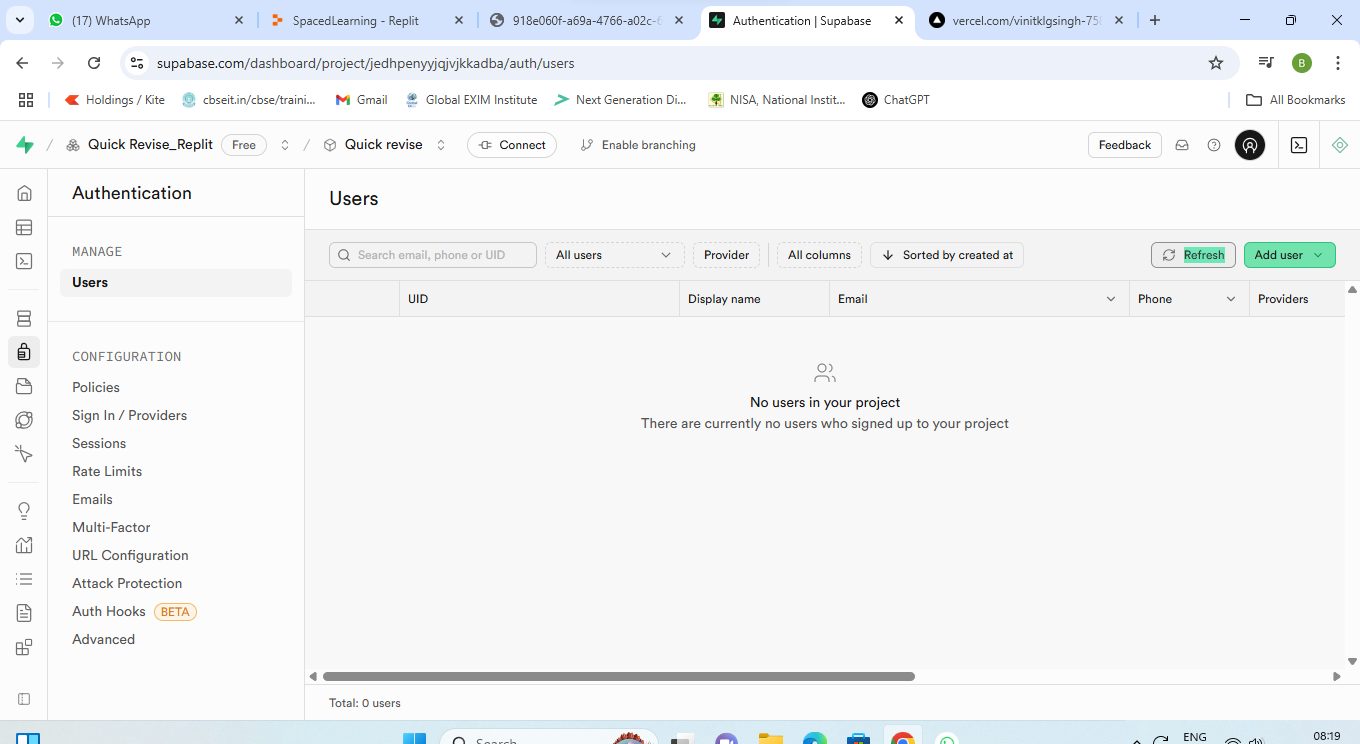 (17) WhatsApp
SpacedLearning - Replit
918e060f-a69a-4766-a02c-6
Authentication | Supabase
vercel.com/vinitklgsingh-758
supabase.com/dashboard/project/jedhpenyyjqjvjkkadba/auth/users
B
Holdings / Kite
cbseit.in/cbse/traini...
Gmail
Global EXIM Institute
Next Generation Di...
NISA, National Instit...
ChatGPT
All Bookmarks
/ Quick Revise_Replit Free / Quick revise Connect Enable branching
Feedback
Authentication
MANAGE
Users
CONFIGURATION
Policies
Sign In / Providers
Sessions
Rate Limits
Emails
Multi-Factor
URL Configuration
Attack Protection
Auth Hooks BETA
Advanced
Users
Search email, phone or UID
All users
Provider
All columns
Sorted by created at
Refresh
Add user
UID Display name Email Phone Providers
No users in your project
There are currently no users who signed up to your project
Total: 0 users
Search
ENG
08:19